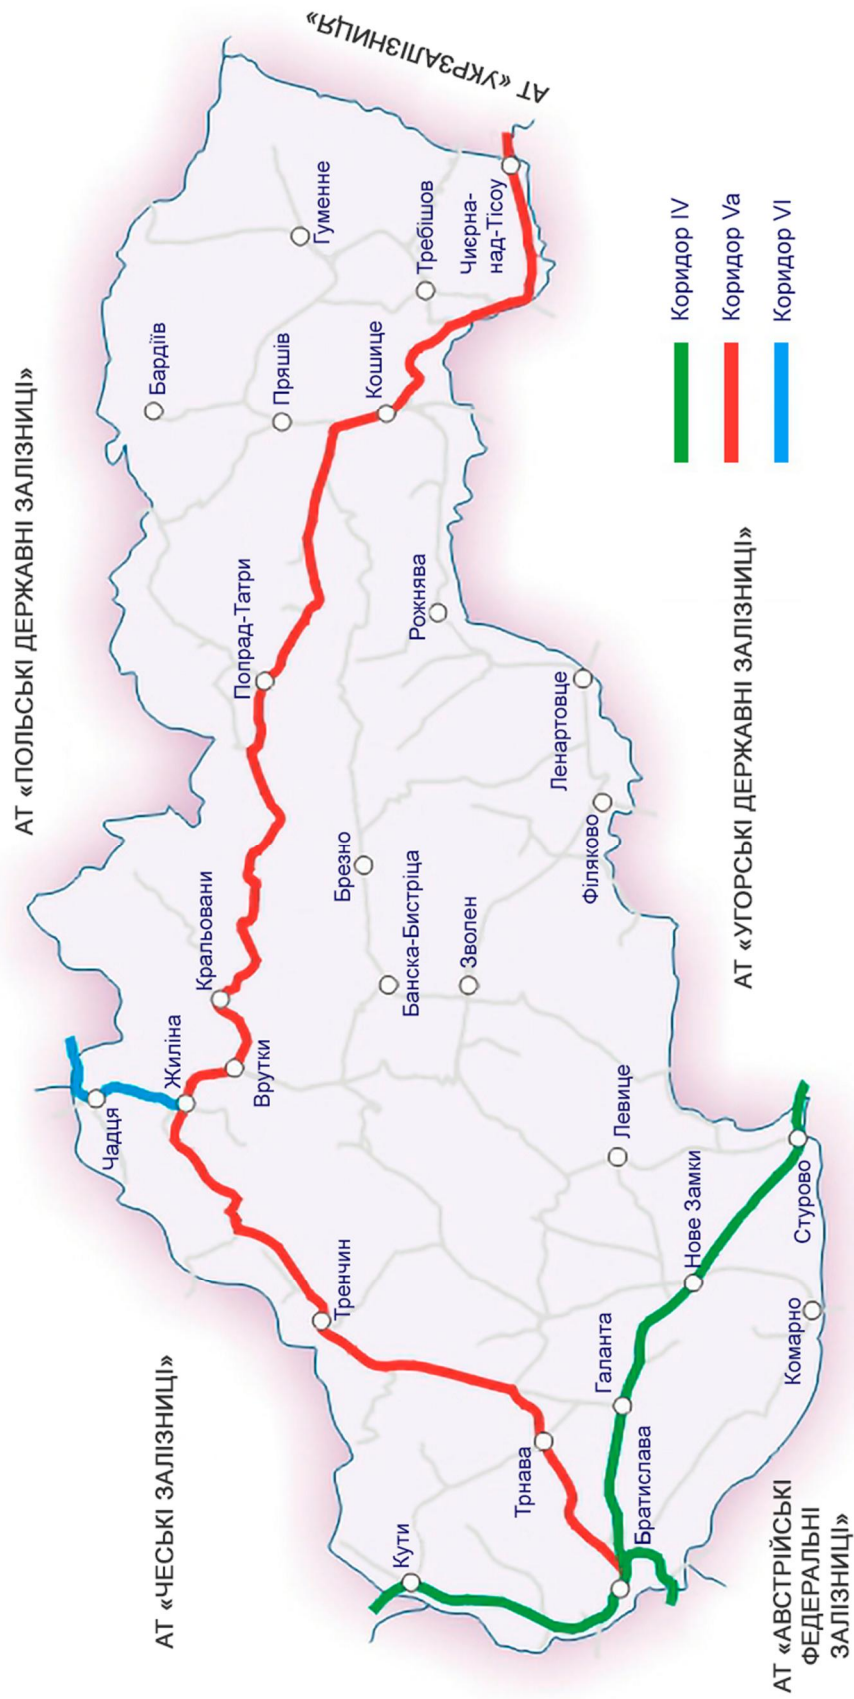 АТ «ПОЛЬСЬКІ ДЕРЖАВНІ ЗАЛІЗНИЦІ»
АТ «УКРЗАЛІЗНИЦЯ»
АТ «ЧЕСЬКІ ЗАЛІЗНИЦІ»
Чадця
Жиліна
Врутки
Кральовани
Попрад-Татри
Бардіїв
Пряшів
Гуменне
Кошице
Требішов
Чиєрна-
над-Тісоу
Тренчин
Брезно
Банска-Бистріца
Зволен
Рожнява
Ленартовце
Філяково
Кути
Трнава
Братислава
Галанта
Нове Замки
Левице
Комарно
Стурово
АТ «АВСТРІЙСЬКІ
ФЕДЕРАЛЬНІ
ЗАЛІЗНИЦІ»
АТ «УГОРСЬКІ ДЕРЖАВНІ ЗАЛІЗНИЦІ»
Коридор IV
Коридор Va
Коридор VI